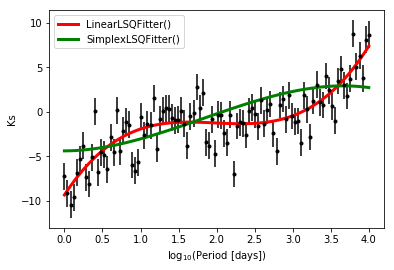 LinearLSQFitter()
SimplexLSQFitter()
10
5
0
−5
−10
Ks
0.0 0.5 1.0 1.5 2.0 2.5 3.0 3.5 4.0
log₁₀(Period [days])